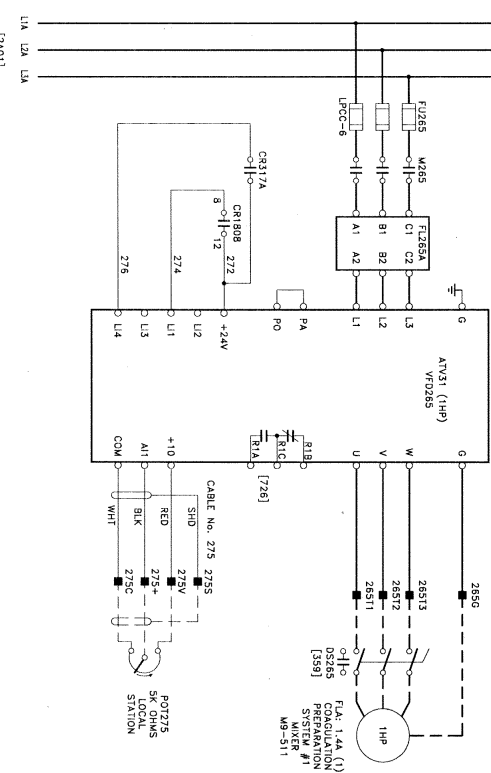 L1A
L2A
L3A
[2A01]
FU265
LPCC-6
M265
FL265A
A1
B1
C1
A2
B2
C2
CR317A
CR1808
8
12
276
274
272
LI4
LI3
LI1
LI2
+24V
PO
PA
L1
L2
L3
G
ATV31 (1HP)
VFD265
COM
AI1
+10
R1A
R1C
R1B
U
V
W
G
[726]
CABLE No. 275
WHT
BLK
RED
SHD
275C
275+
275V
275S
265T1
265T2
265T3
265G
DS265
[359]
POT275
5K OHMS
LOCAL
STATION
1HP
FLA: 1.4A (1)
COAGULATION
PREPARATION
SYSTEM #1
MIXER
M9-511